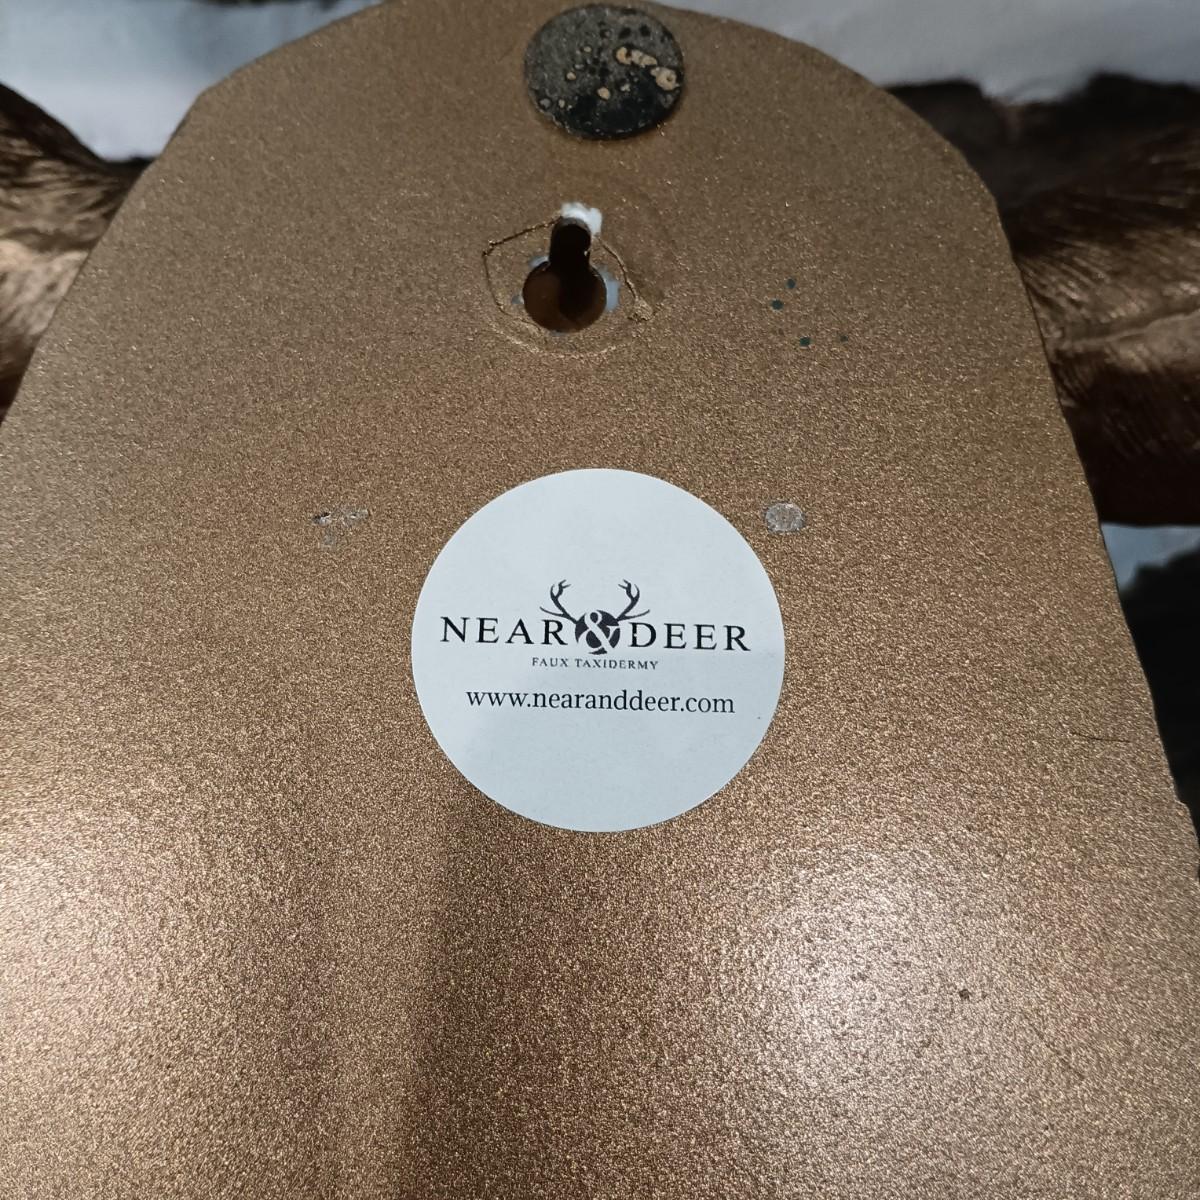 NEAR & DEER
FAUX TAXIDERMY
www.nearanddeer.com